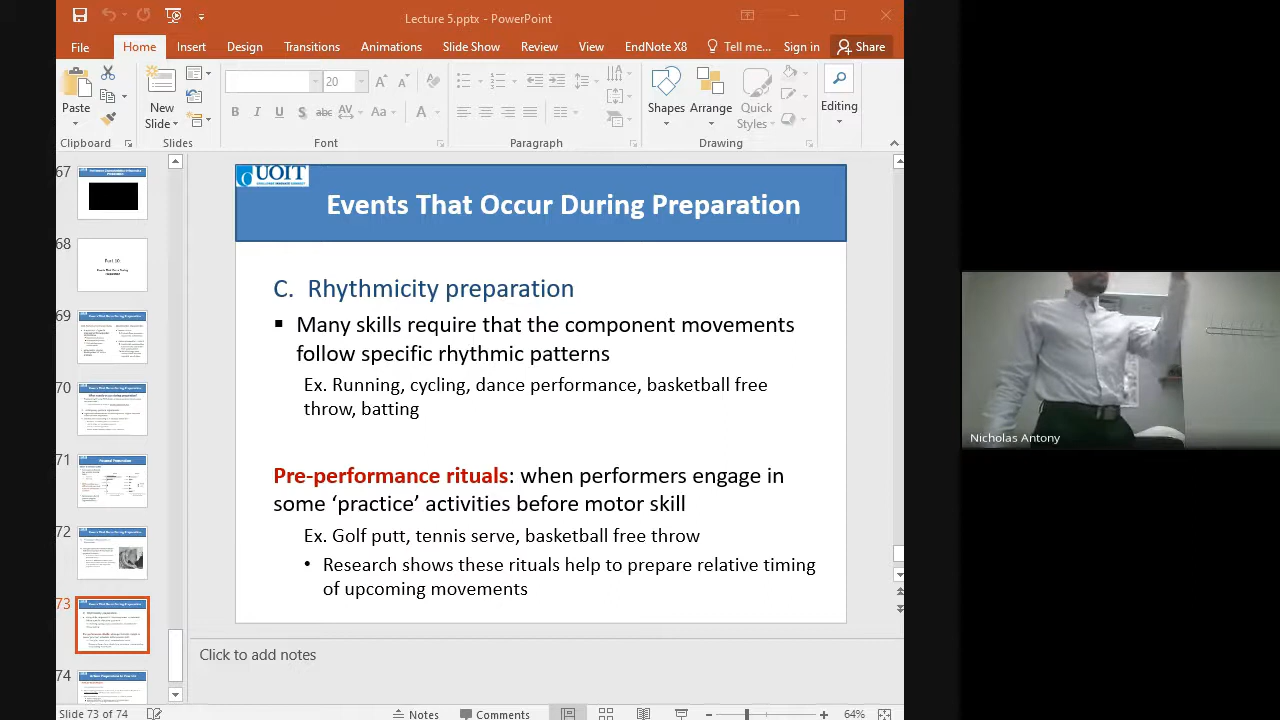 Lecture 5.pptx - PowerPoint
File Home Insert Design Transitions Animations Slide Show Review View EndNote X8 Tell me... Sign in Share
20
Paste
New
Slide
Shapes Arrange Quick
Styles
Editing
B I U S abc AV Aa A
Clipboard Slides Font Paragraph Drawing
67
68
69
70
71
72
73
74
UOIT
Events That Occur During Preparation
C. Rhythmicity preparation
▪ Many skills require that the component movements
follow specific rhythmic patterns
Ex. Running, cycling, dance performance, basketball free
throw, batting
Pre-performance rituals: when performers engage in
some ‘practice’ activities before motor skill
Ex. Golf putt, tennis serve, basketball free throw
• Research shows these rituals help to prepare relative timing
of upcoming movements
Click to add notes
Slide 73 of 74 Notes Comments 64%
Nicholas Antony